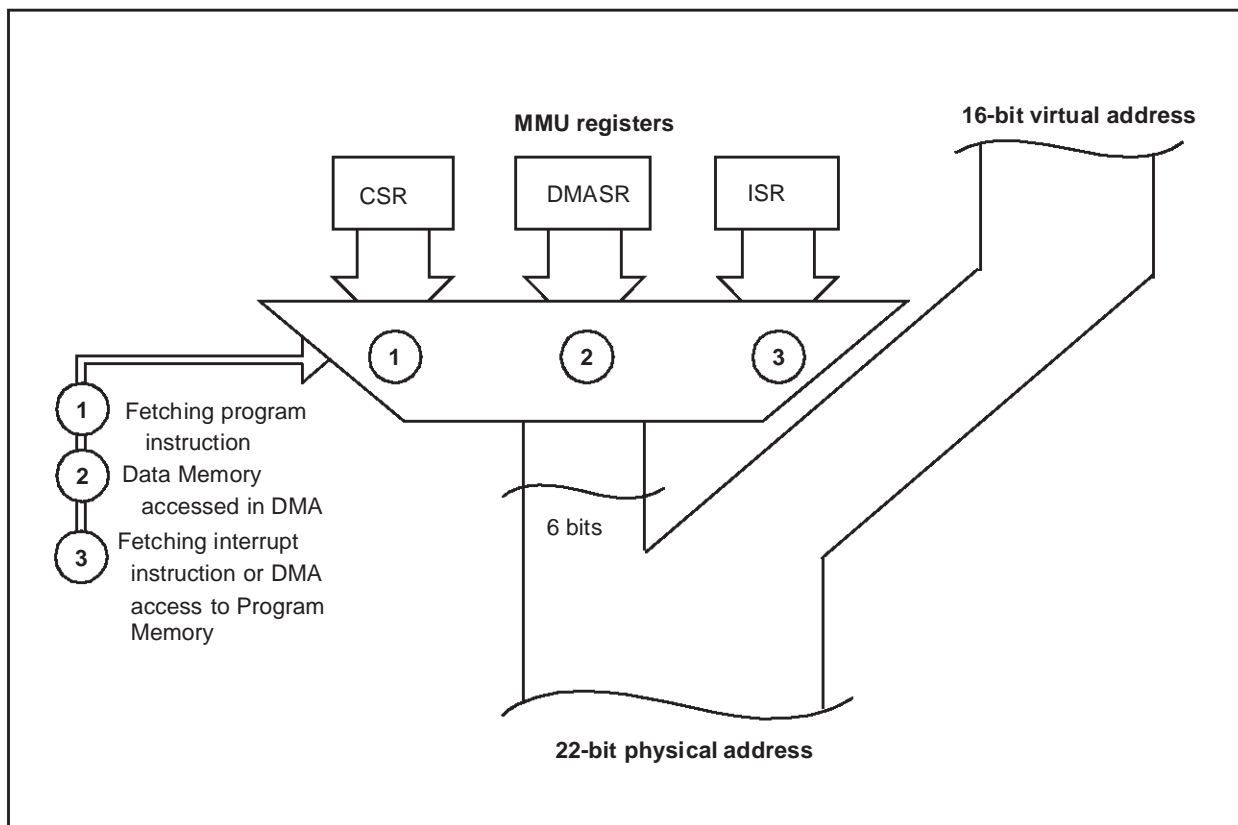 16-bit virtual address
MMU registers
CSR
DMASR
ISR
1
2
3
1
Fetching program
instruction
2
Data Memory
accessed in DMA
3
Fetching interrupt
instruction or DMA
access to Program
Memory
6 bits
22-bit physical address